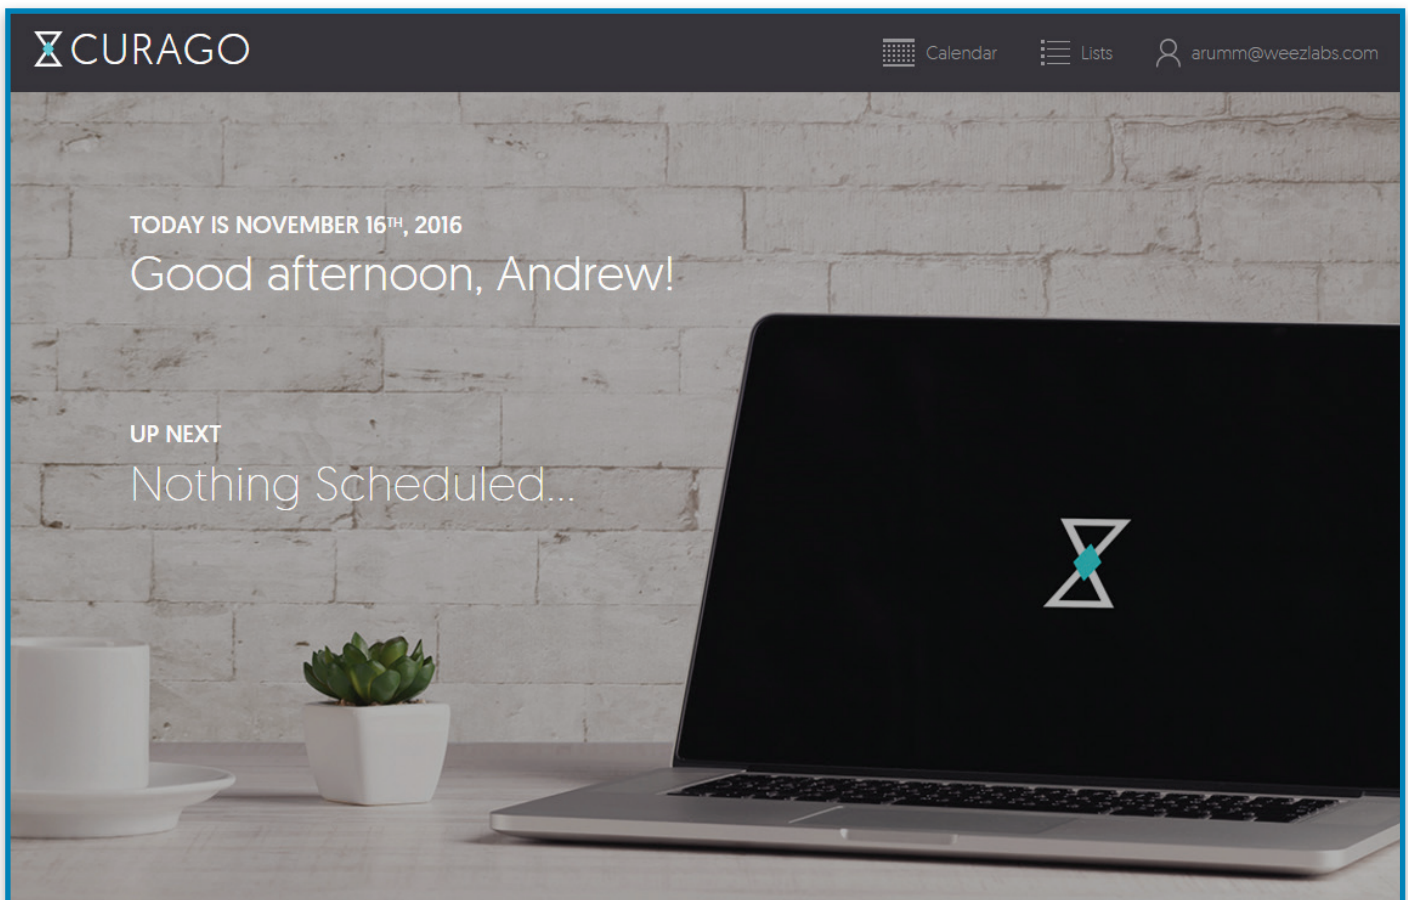 CURAGO
Calendar
Lists
arumm@weezlabs.com
TODAY IS NOVEMBER 16TH, 2016
Good afternoon, Andrew!
UP NEXT
Nothing Scheduled...